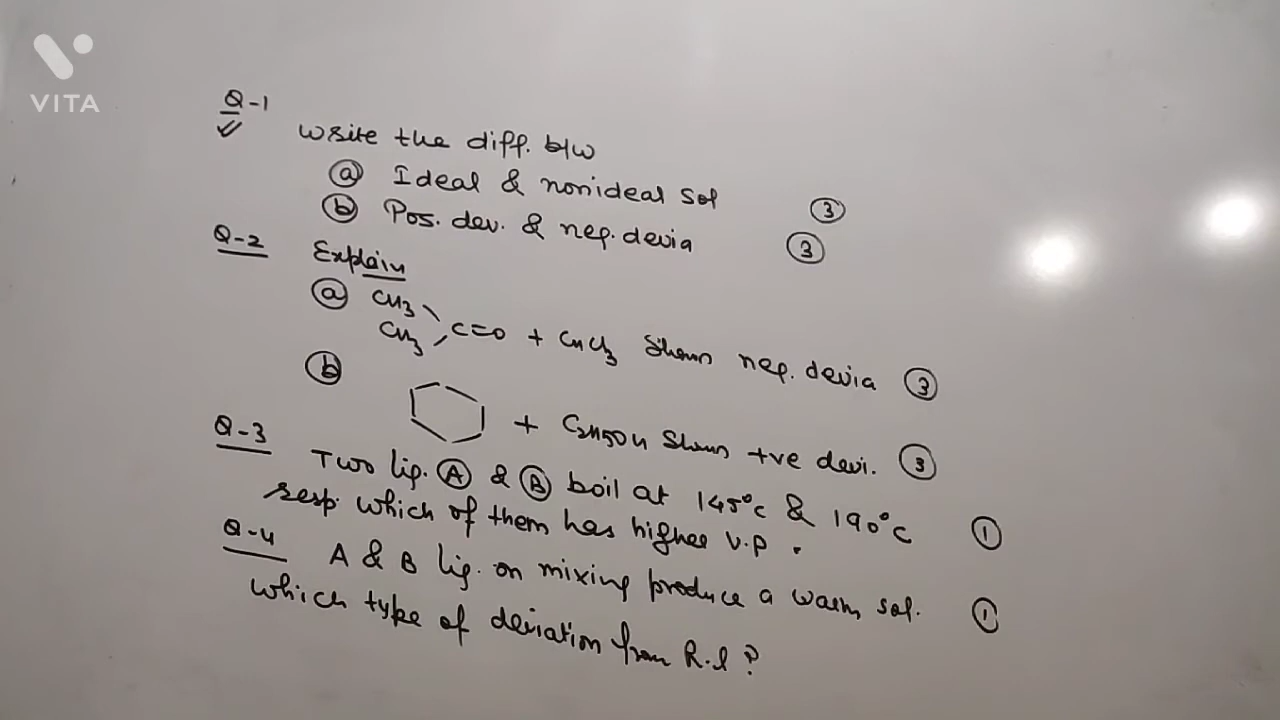 VITA
Q-1
Write the diff. b/w
(a) Ideal & nonideal sol (3)
(b) Pos. dev. & neg. devia (3)
Q-2 Explain
(a) CH3
CH3 C=O + CHCl3 Shows neg. devia (3)
(b) + C2H5OH Shows +ve devi. (3)
Q-3 Two liq. (A) & (B) boil at 145°C & 190°C (1)
resp. which of them has higher V.P.
Q-4 A & B liq. on mixing produce a warm sol. (1)
which type of deviation from R.l ?